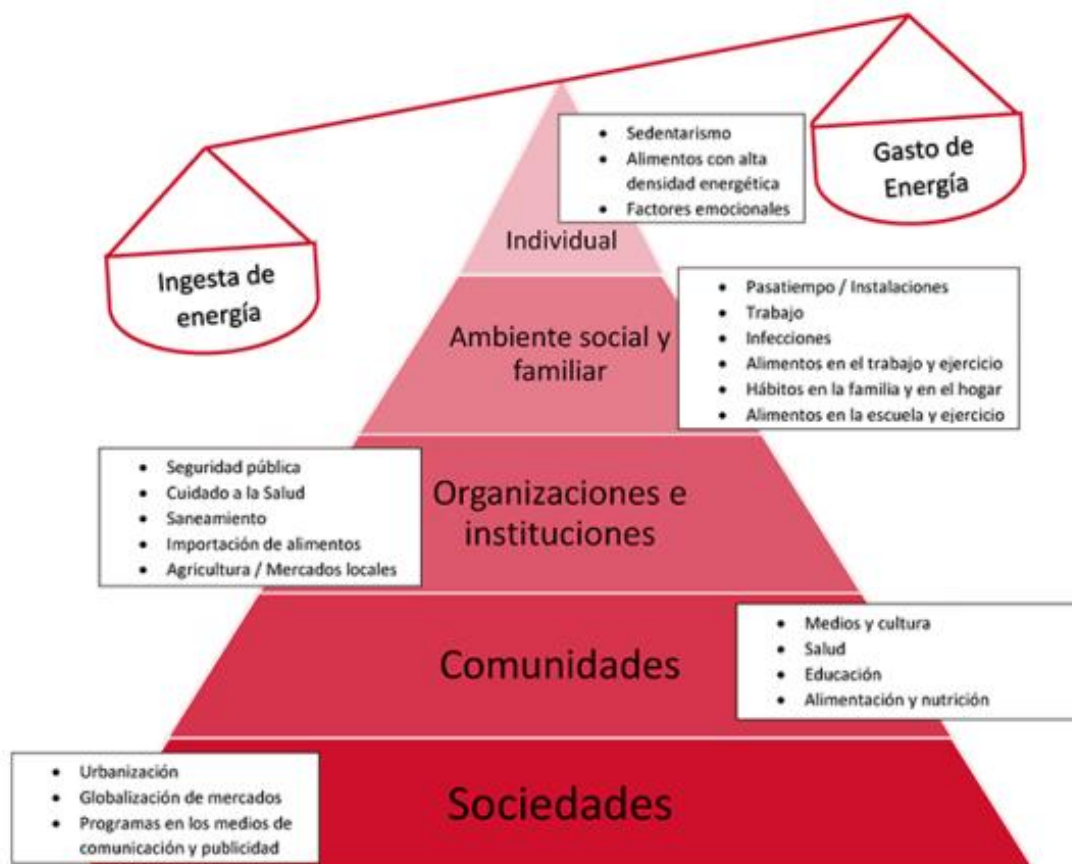 Gasto de
Energía
Ingesta de
energía
• Sedentarismo
• Alimentos con alta
densidad energética
• Factores emocionales
Individual
• Pasatiempo / Instalaciones
• Trabajo
• Infecciones
• Alimentos en el trabajo y ejercicio
• Hábitos en la familia y en el hogar
• Alimentos en la escuela y ejercicio
Ambiente social y
familiar
• Seguridad pública
• Cuidado a la Salud
• Saneamiento
• Importación de alimentos
• Agricultura / Mercados locales
Organizaciones e
instituciones
• Medios y cultura
• Salud
• Educación
• Alimentación y nutrición
Comunidades
• Urbanización
• Globalización de mercados
• Programas en los medios de
comunicación y publicidad
Sociedades